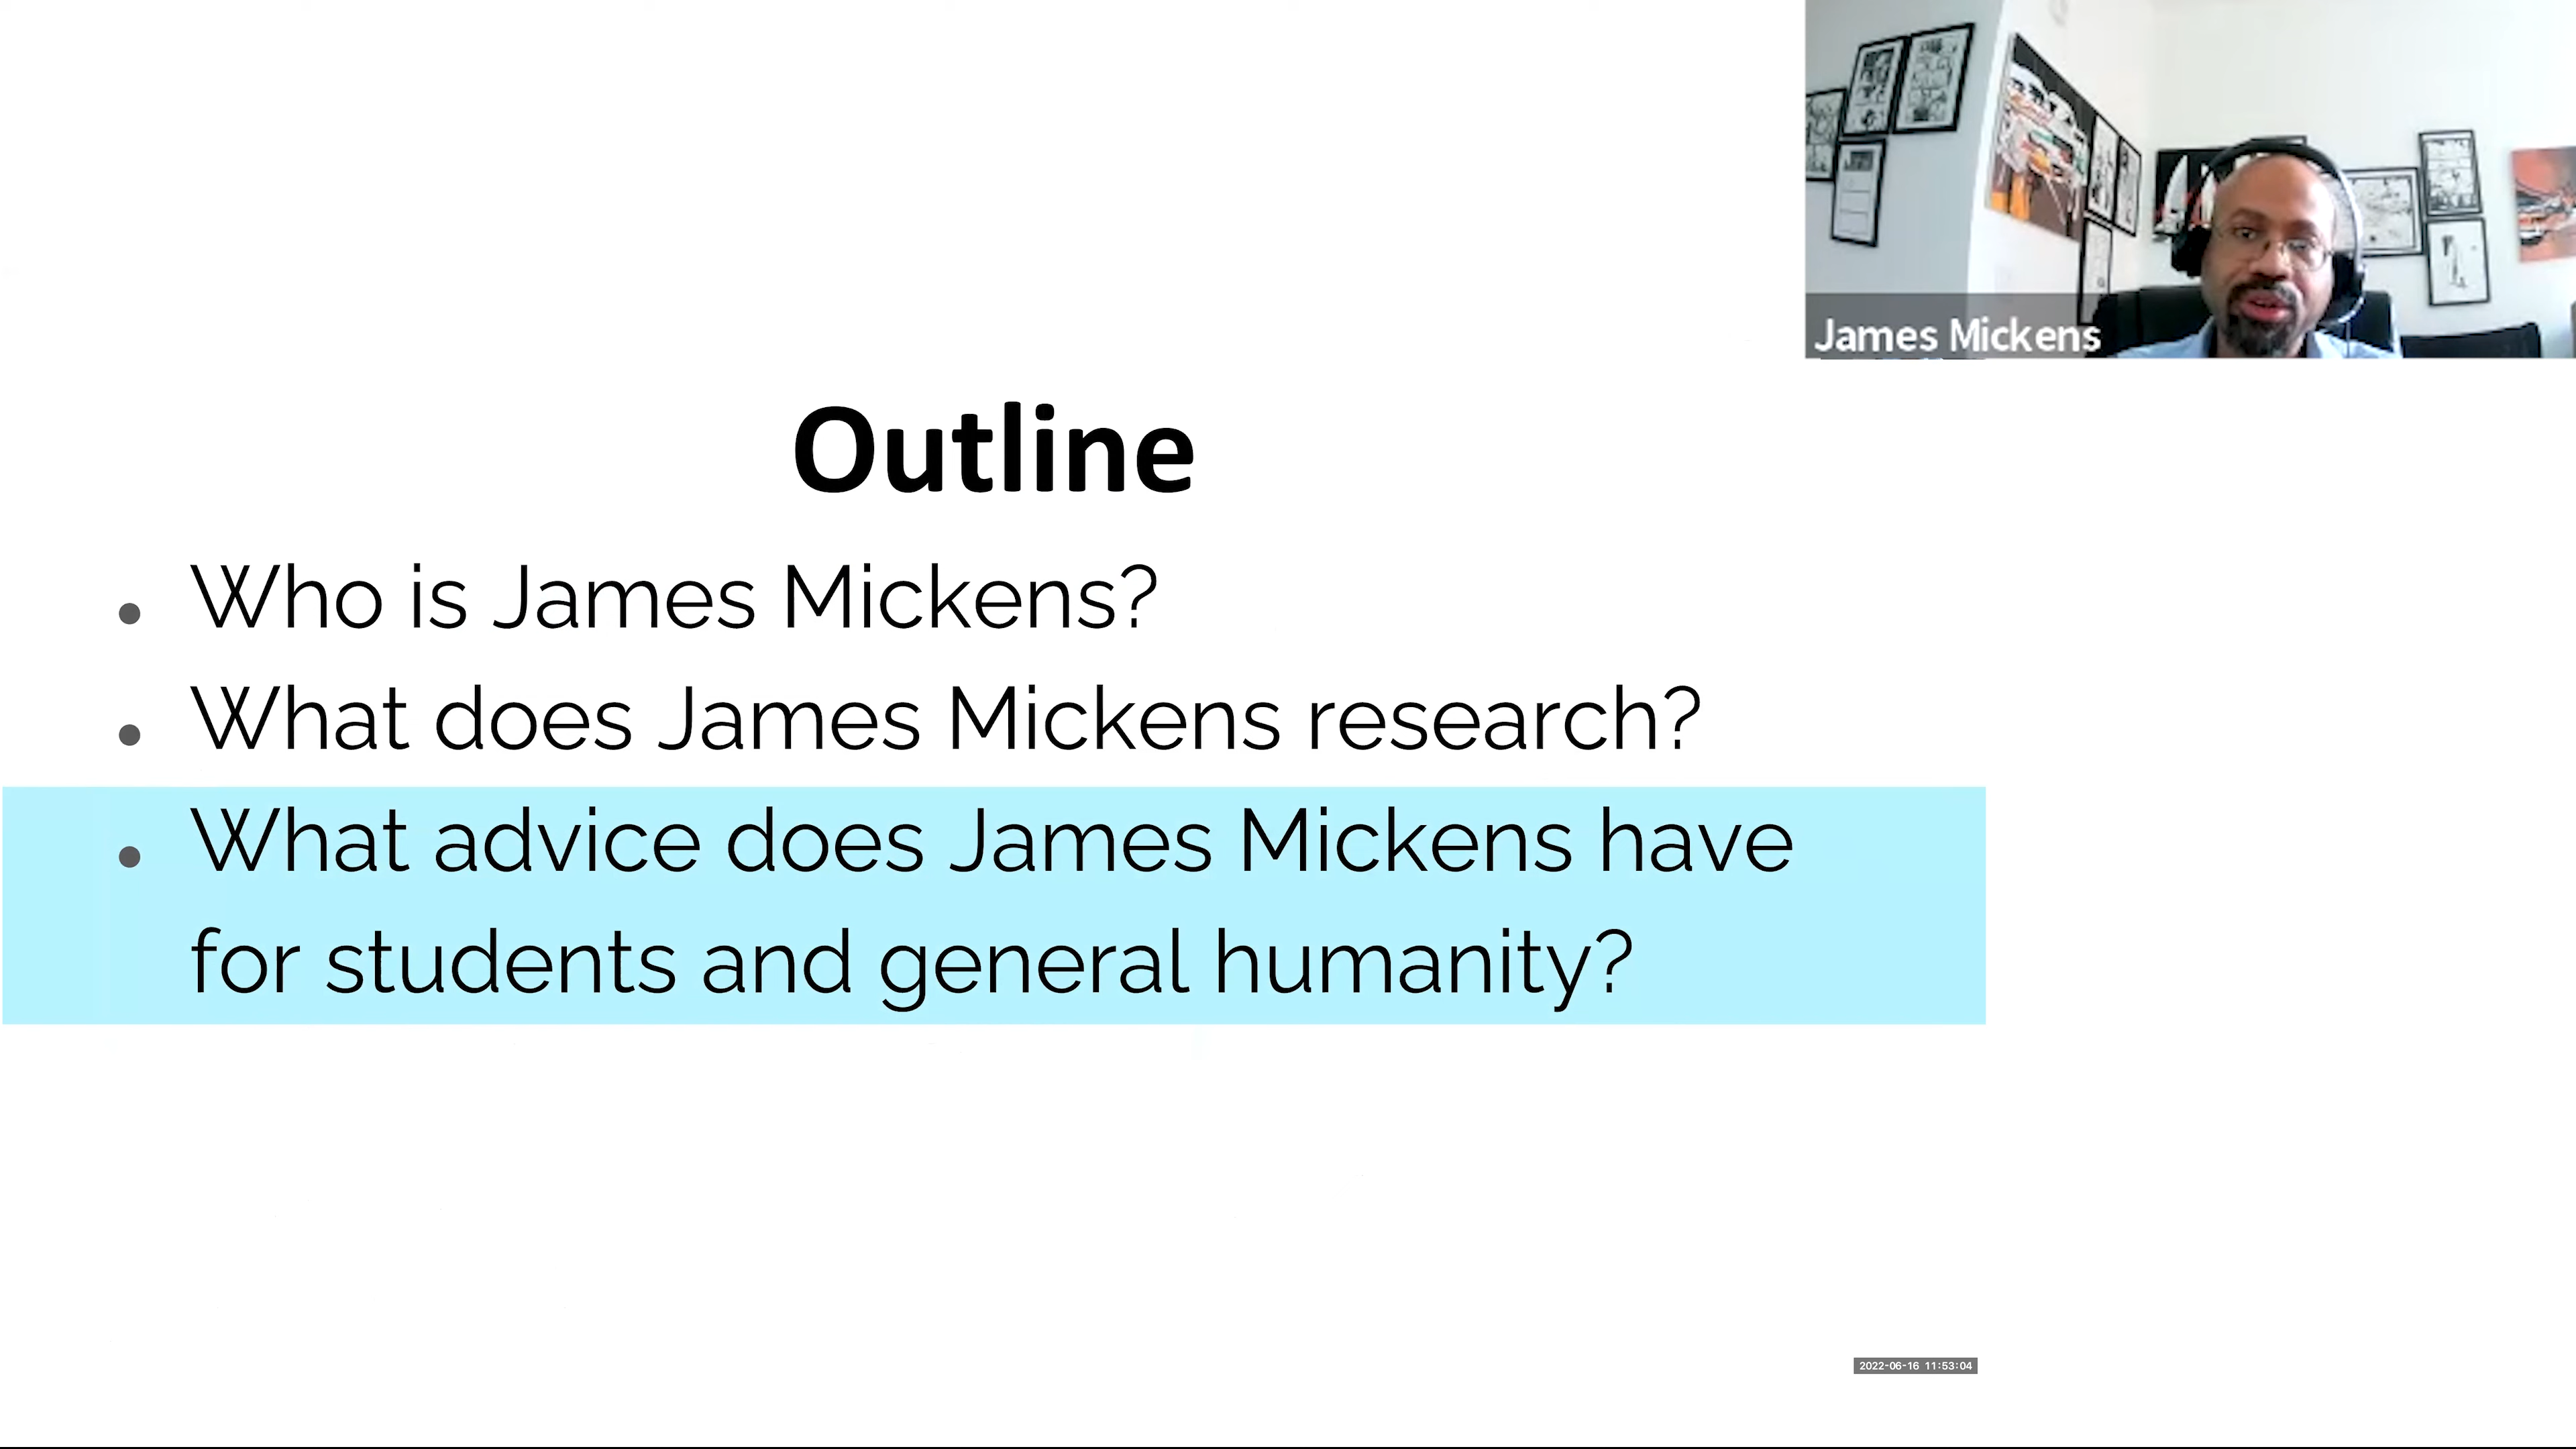 James Mickens
Outline
Who is James Mickens?
What does James Mickens research?
What advice does James Mickens have
for students and general humanity?
2022-06-16 11:53:04